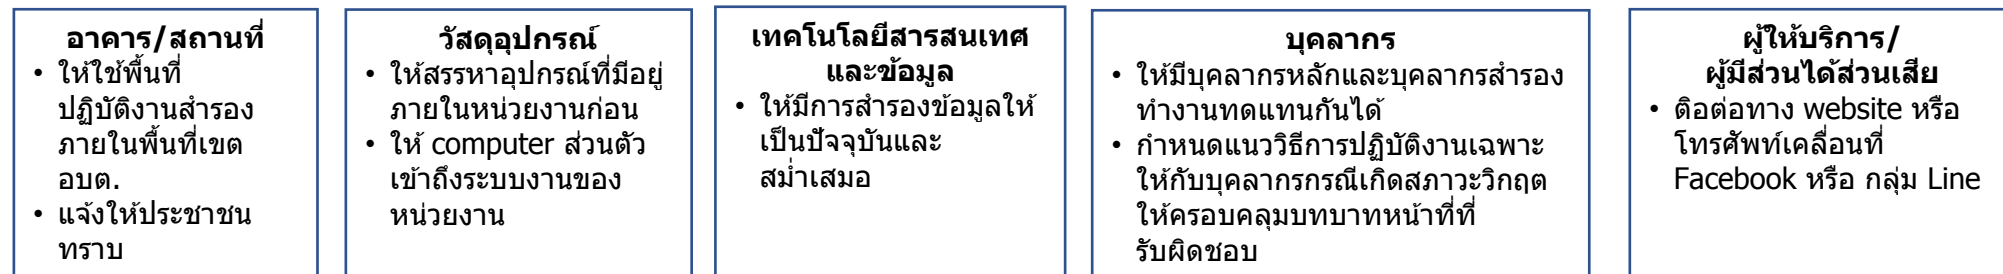 อาคาร/สถานที่
• ให้ใช้พื้นที่
ปฏิบัติงานสำรอง
ภายในพื้นที่เขต
อบต.
• แจ้งให้ประชาชน
ทราบ
วัสดุอุปกรณ์
• ให้สรรหาอุปกรณ์ที่มีอยู่
ภายในหน่วยงานก่อน
• ให้ computer ส่วนตัว
เข้าถึงระบบงานของ
หน่วยงาน
เทคโนโลยีสารสนเทศ
และข้อมูล
• ให้มีการสำรองข้อมูลให้
เป็นปัจจุบันและ
สม่ำเสมอ
บุคลากร
• ให้มีบุคลากรหลักและบุคลากรสำรอง
ทำงานทดแทนกันได้
• กำหนดแนววิธีการปฏิบัติงานเฉพาะ
ให้กับบุคลากรกรณีเกิดสภาวะวิกฤต
ให้ครอบคลุมบทบาทหน้าที่ที่
รับผิดชอบ
ผู้ให้บริการ/
ผู้มีส่วนได้ส่วนเสีย
• ติอต่อทาง website หรือ
โทรศัพท์เคลื่อนที่
Facebook หรือ กลุ่ม Line